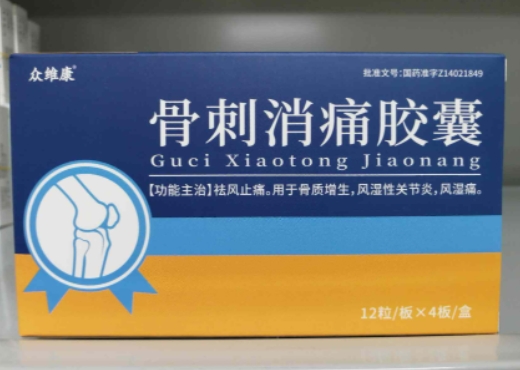 众维康®
批准文号:国药准字Z14021849
骨刺消痛胶囊
Guci Xiaotong Jiaonang
【功能主治】祛风止痛。用于骨质增生,风湿性关节炎,风湿痛。
12粒/板×4板/盒